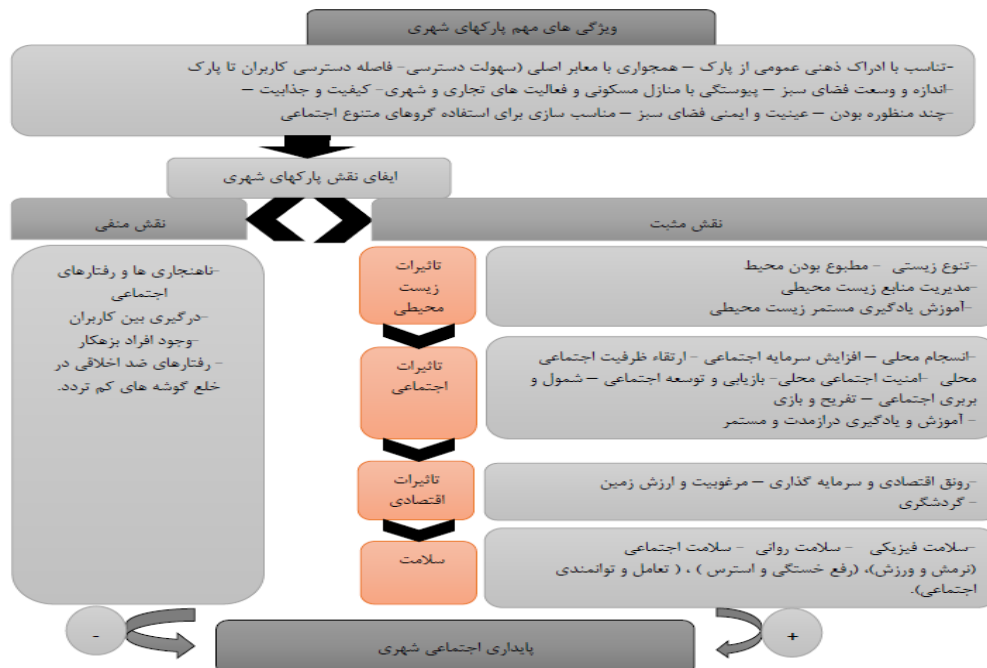 ویژگی های مهم پارکهای شهری
-تناسب با ادراک ذهنی عمومی از پارک – همجواری با معابر اصلی (سهولت دسترسی- فاصله دسترسی کاربران تا پارک
-اندازه و وسعت فضای سبز – پیوستگی با منازل مسکونی و فعالیت های تجاری و شهری- کیفیت و جذابیت –
-چند منظوره بودن – عینیت و ایمنی فضای سبز – مناسب سازی برای استفاده گروهای متنوع اجتماعی
ایفای نقش پارکهای شهری
نقش مثبت
نقش منفی
تاثیرات
زیست
محیطی
-تنوع زیستی - مطبوع بودن محیط
-مدیریت منابع زیست محیطی
-آموزش یادگیری مستمر زیست محیطی
تاثیرات
اجتماعی
-انسجام محلی – افزایش سرمایه اجتماعی - ارتقاء ظرفیت اجتماعی
محلی -امنیت اجتماعی محلی- بازیابی و توسعه اجتماعی – شمول و
بربری اجتماعی – تفریح و بازی
- آموزش و یادگیری درازمدت و مستمر
تاثیرات
اقتصادی
-رونق اقتصادی و سرمایه گذاری – مرغوبیت و ارزش زمین
- گردشگری
سلامت
-سلامت فیزیکی - سلامت روانی - سلامت اجتماعی
(نرمش و ورزش)، (رفع خستگی و استرس ) ، ( تعامل و توانمندی
اجتماعی).
-ناهنجاری ها و رفتارهای
اجتماعی
-درگیری بین کاربران
-وجود افراد بزهکار
- رفتارهای ضد اخلاقی در
خلع گوشه های کم تردد.
+
-
پایداری اجتماعی شهری